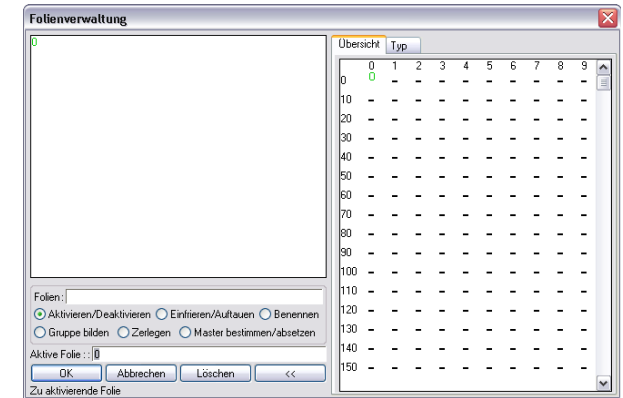 Folienverwaltung
0
Folien:
Aktivieren/Deaktivieren Einfrieren/Auftauen Benennen
Gruppe bilden Zerlegen Master bestimmen/absetzen
Aktive Folie :: 0
OK Abbrechen Löschen <<
Zu aktivierende Folie
Übersicht Typ
0 1 2 3 4 5 6 7 8 9
0 0 - - - - - - - - -
10 - - - - - - - - - -
20 - - - - - - - - - -
30 - - - - - - - - - -
40 - - - - - - - - - -
50 - - - - - - - - - -
60 - - - - - - - - - -
70 - - - - - - - - - -
80 - - - - - - - - - -
90 - - - - - - - - - -
100 - - - - - - - - - -
110 - - - - - - - - - -
120 - - - - - - - - - -
130 - - - - - - - - - -
140 - - - - - - - - - -
150 - - - - - - - - - -